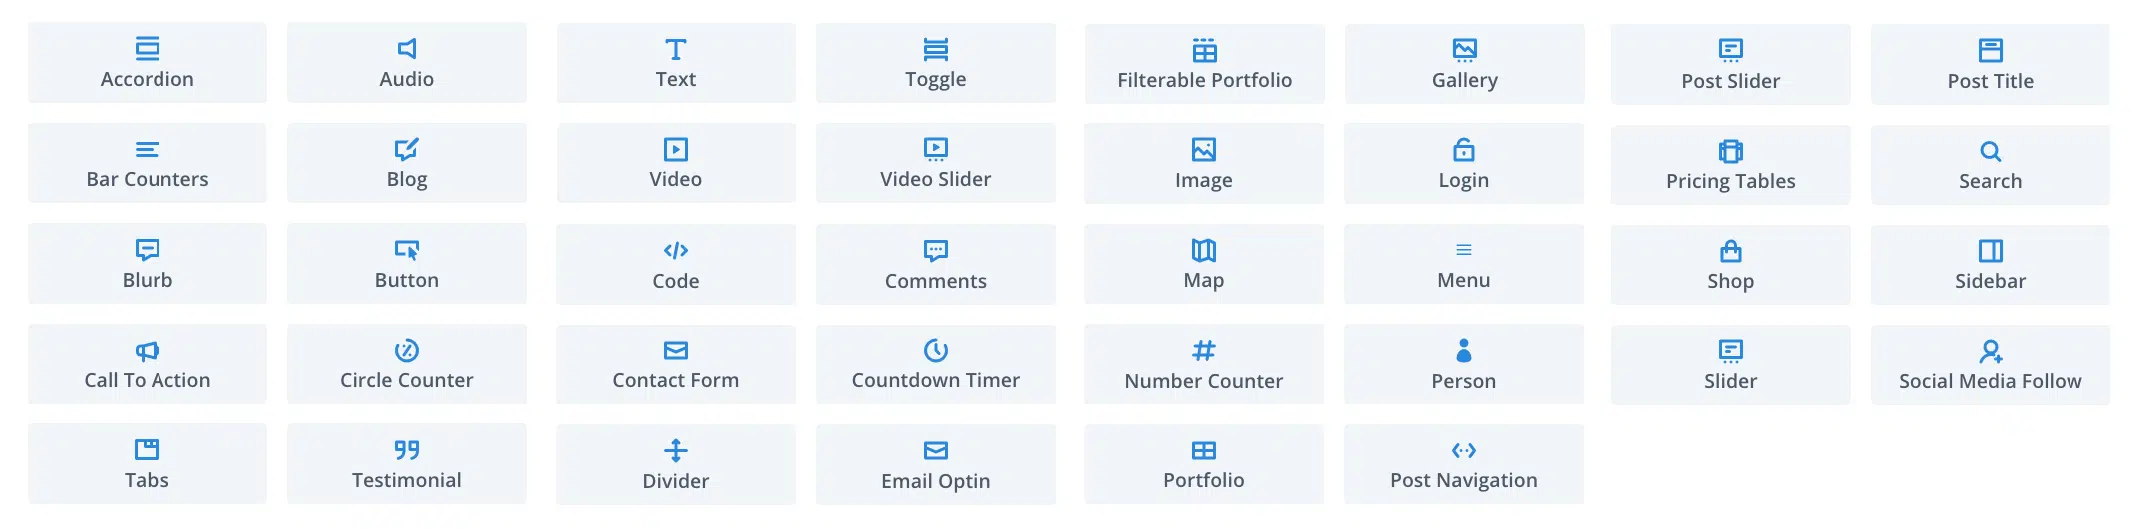 Accordion
Audio
Text
Toggle
Filterable Portfolio
Gallery
Post Slider
Post Title
Bar Counters
Blog
Video
Video Slider
Image
Login
Pricing Tables
Search
Blurb
Button
Code
Comments
Map
Menu
Shop
Sidebar
Call To Action
Circle Counter
Contact Form
Countdown Timer
Number Counter
Person
Slider
Social Media Follow
Tabs
Testimonial
Divider
Email Optin
Portfolio
Post Navigation